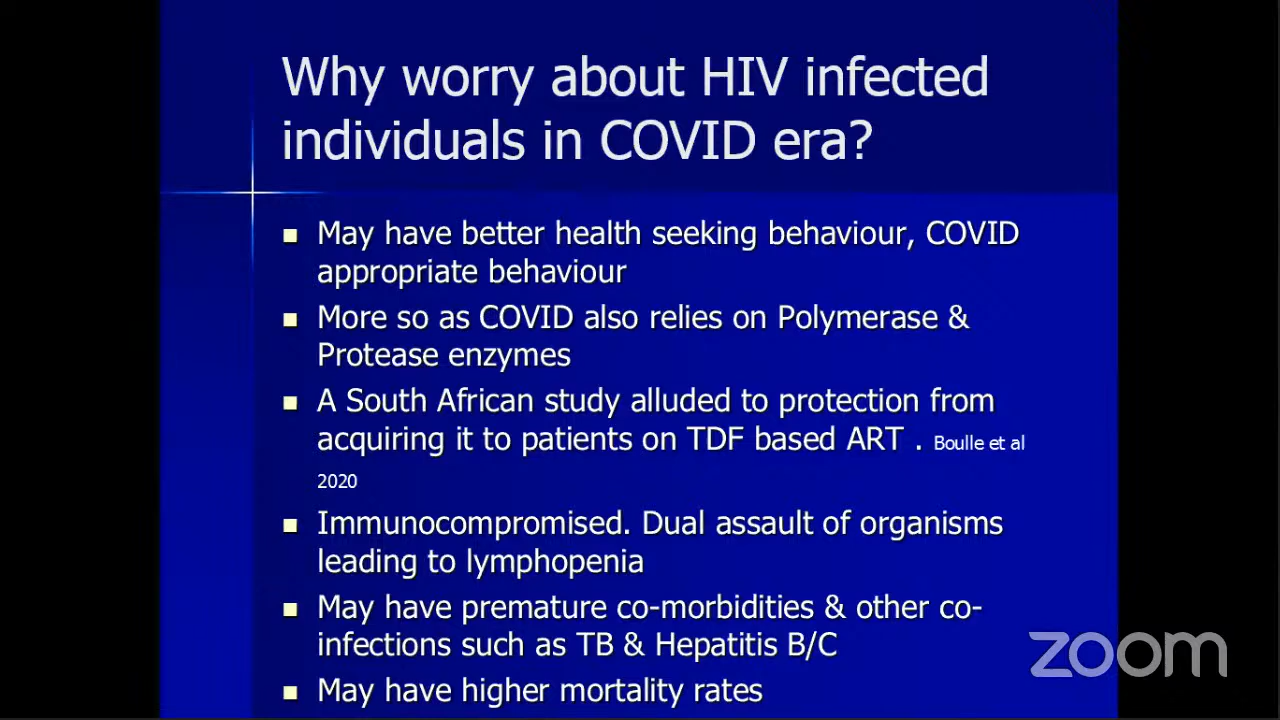 Why worry about HIV infected
individuals in COVID era?
May have better health seeking behaviour, COVID
appropriate behaviour
More so as COVID also relies on Polymerase &
Protease enzymes
A South African study alluded to protection from
acquiring it to patients on TDF based ART . Boulle et al
2020
Immunocompromised. Dual assault of organisms
leading to lymphopenia
May have premature co-morbidities & other co-
infections such as TB & Hepatitis B/C
May have higher mortality rates
zoom